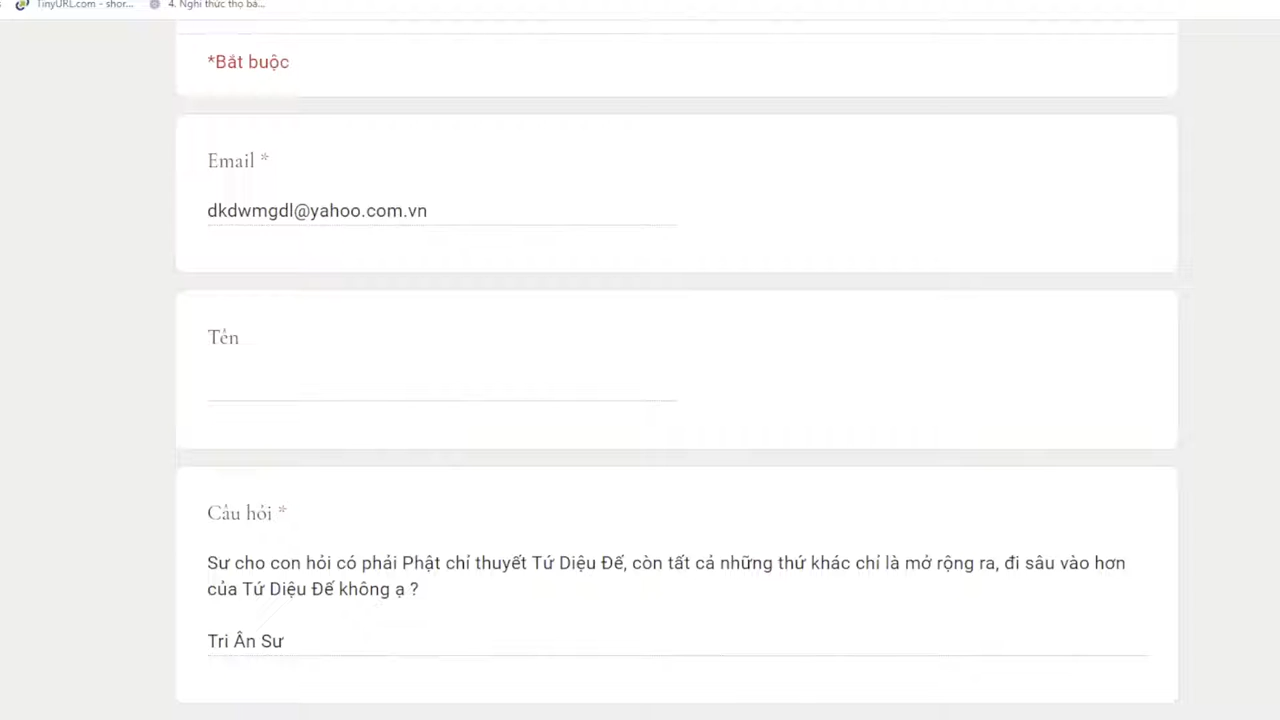 TinyURL.com - shor...
4. Nghi thức thọ bá...
*Bắt buộc
Email *
dkdwmgdl@yahoo.com.vn
Tên
Câu hỏi *
Sư cho con hỏi có phải Phật chỉ thuyết Tứ Diệu Đế, còn tất cả những thứ khác chỉ là mở rộng ra, đi sâu vào hơn
của Tứ Diệu Đế không ạ ?
Tri Ân Sư